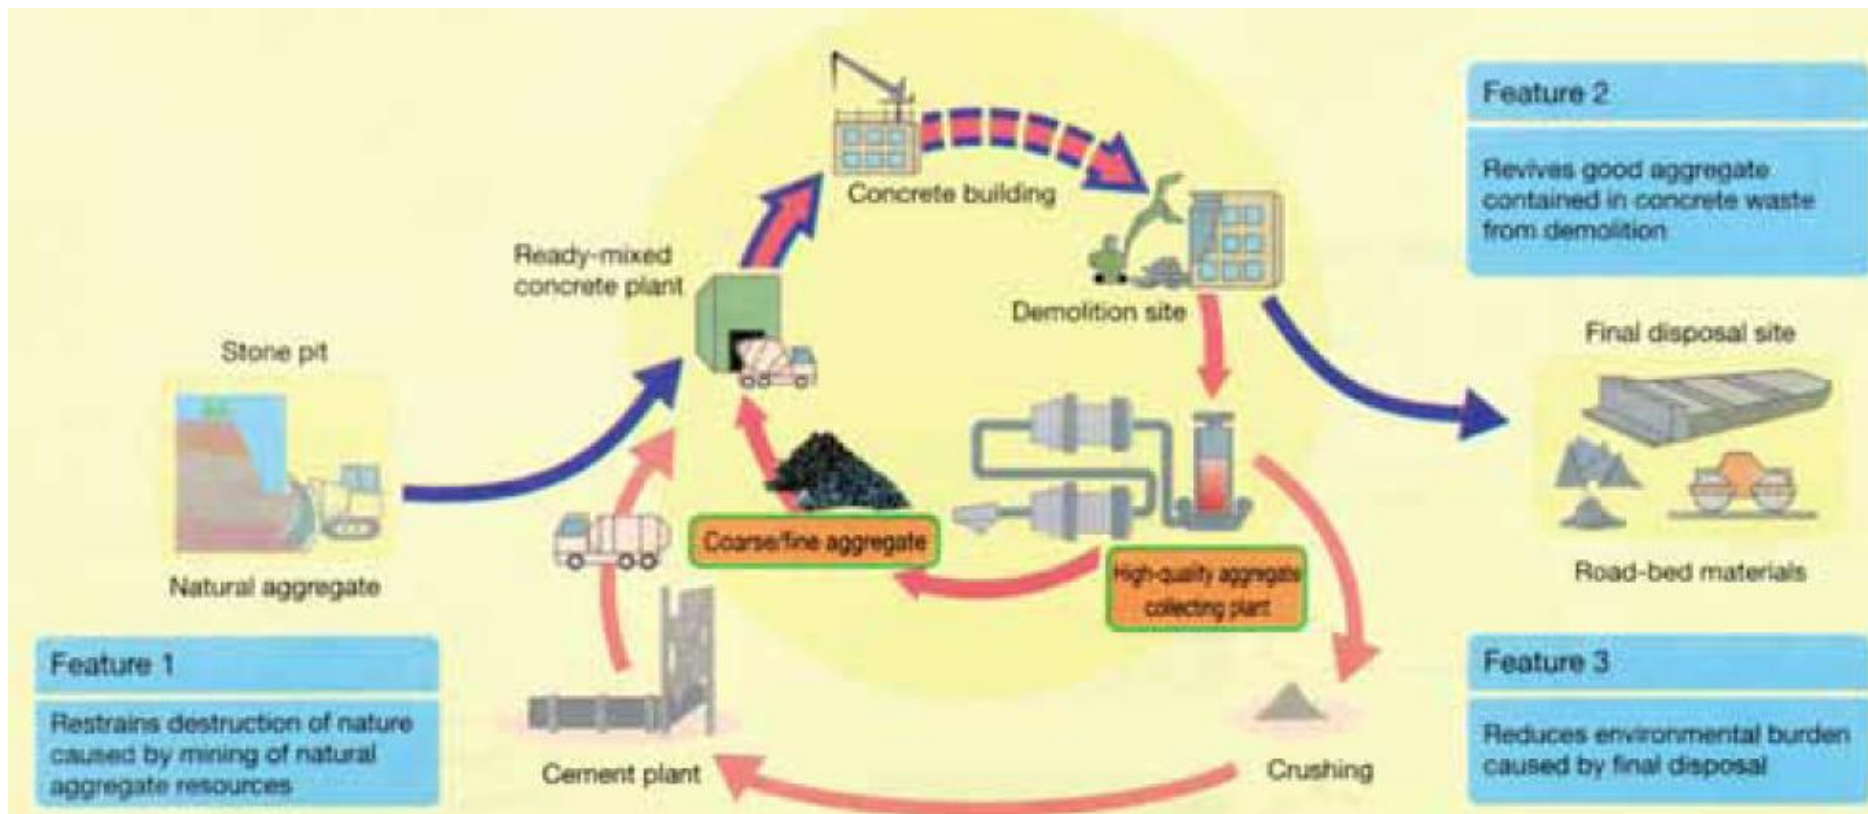 Feature 2
Revives good aggregate
contained in concrete waste
from demolition
Concrete building
Ready-mixed
concrete plant
Demolition site
Final disposal site
Stone pit
Coarse/fine aggregate
High-quality aggregate
collecting plant
Natural aggregate
Road-bed materials
Feature 1
Restrains destruction of nature
caused by mining of natural
aggregate resources
Cement plant
Crushing
Feature 3
Reduces environmental burden
caused by final disposal